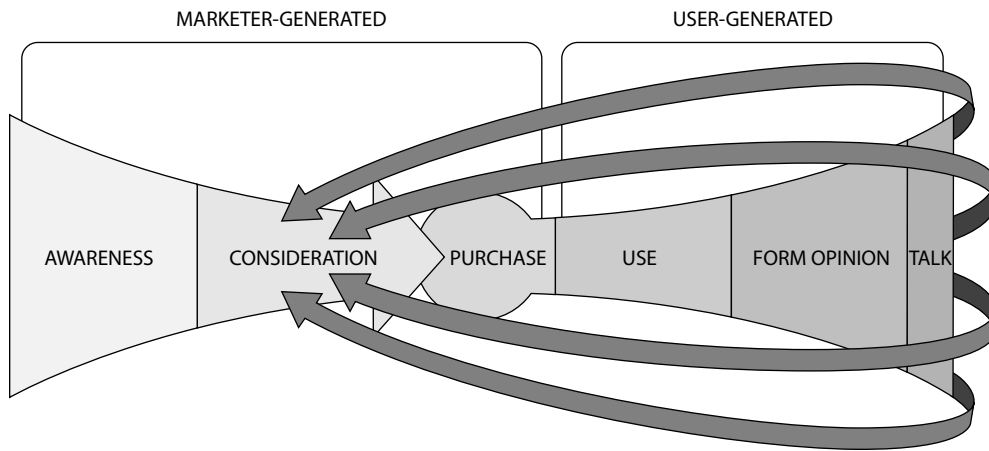 MARKETER-GENERATED
USER-GENERATED
AWARENESS
CONSIDERATION
PURCHASE
USE
FORM OPINION
TALK